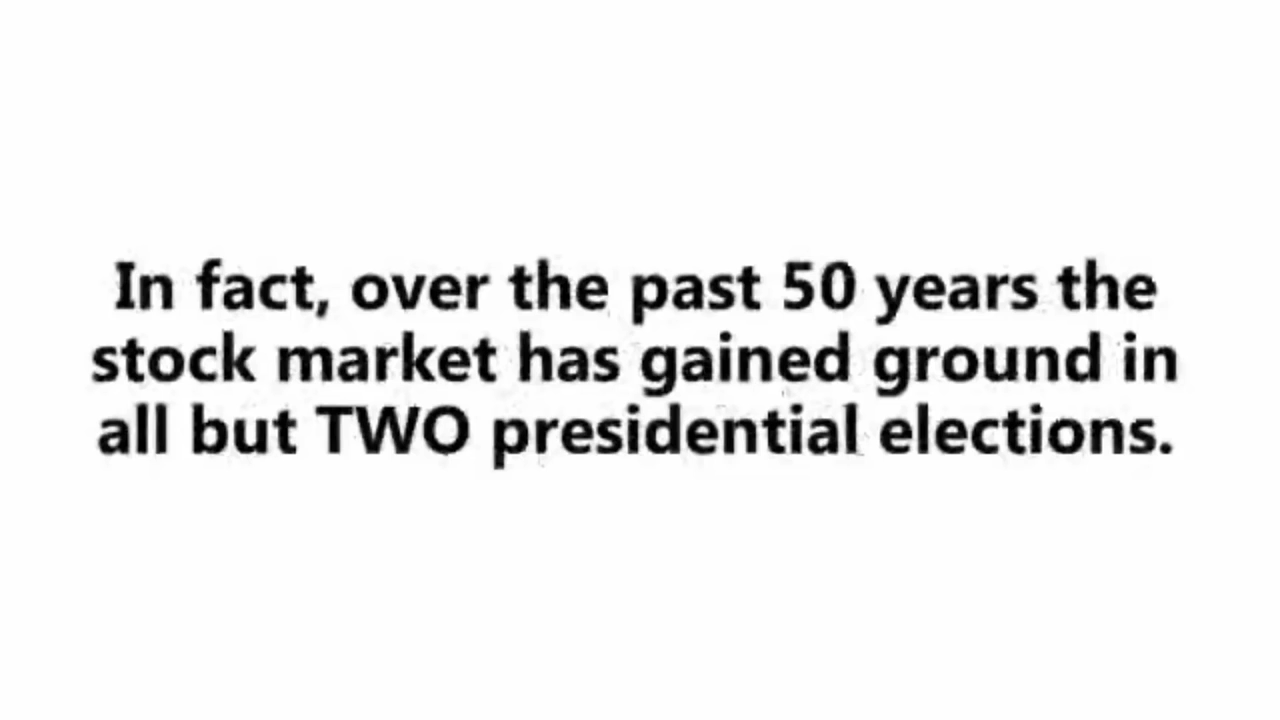 In fact, over the past 50 years the
stock market has gained ground in
all but TWO presidential elections.